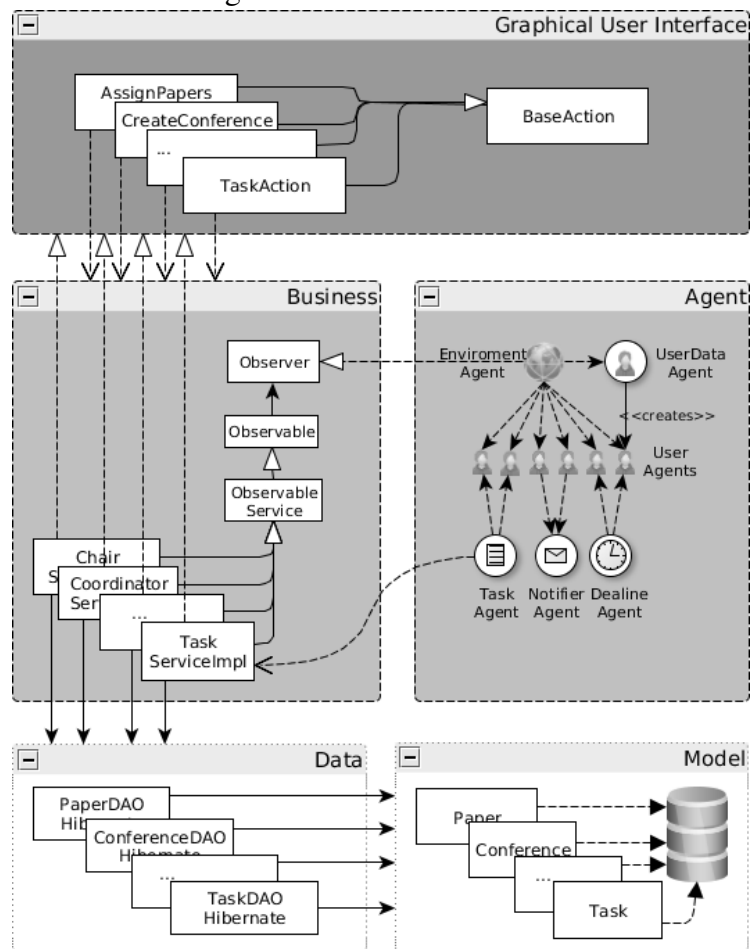 Graphical User Interface
AssignPapers
CreateConference
...
TaskAction
BaseAction
Business
Observer
Observable
Observable
Service
Chair
Coordinator
...
Task
ServiceImpl
Agent
Enviroment
Agent
UserData
Agent
<<creates>>
User
Agents
Task
Agent
Notifier
Agent
Dealine
Agent
Data
PaperDAO
ConferenceDAO
Hibernate
...
TaskDAO
Hibernate
Model
Paper
Conference
...
Task